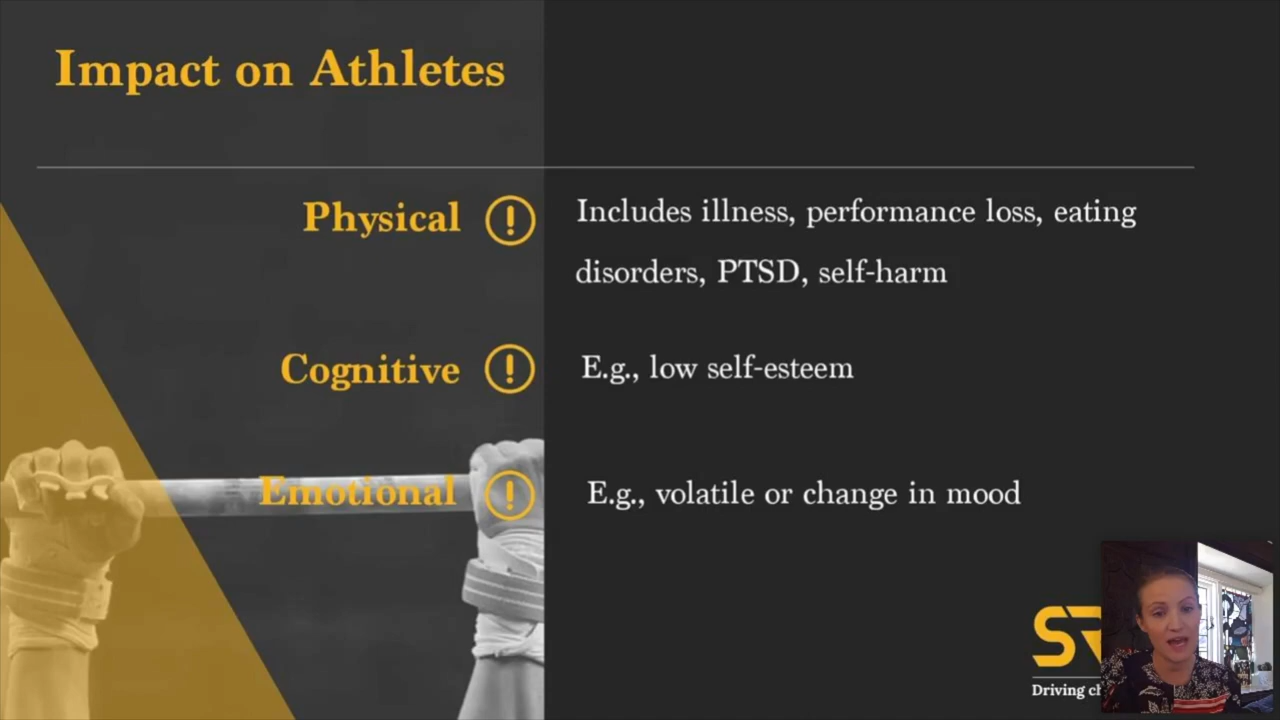 Impact on Athletes
Physical
Includes illness, performance loss, eating
disorders, PTSD, self-harm
Cognitive
E.g., low self-esteem
Emotional
E.g., volatile or change in mood
Driving